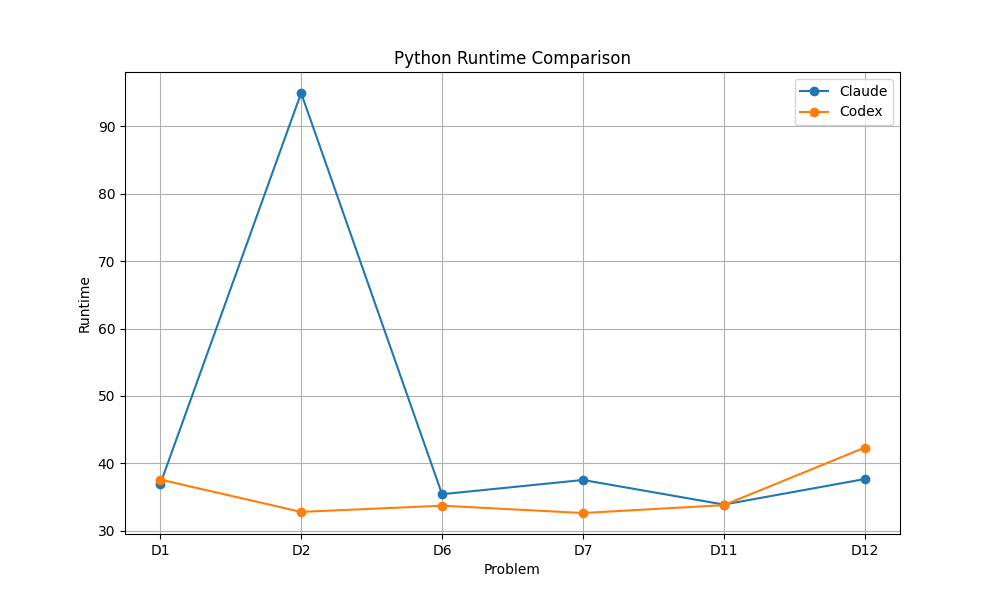 Python Runtime Comparison
Claude
Codex
90
80
70
60
50
40
30
Runtime
D1 D2 D6 D7 D11 D12
Problem